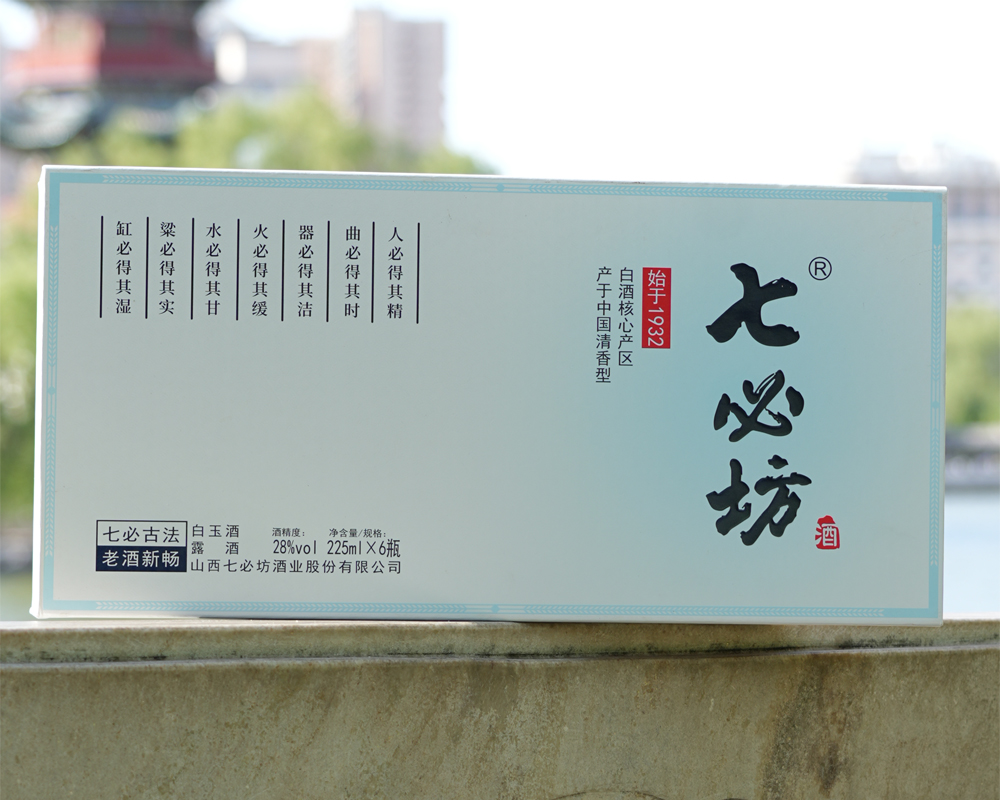 七必坊®
酒
始于1932
白酒核心产区
产于中国清香型
人必得其精
曲必得其时
器必得其洁
火必得其缓
水必得其甘
粱必得其实
缸必得其湿
七必古法
老酒新畅
白玉酒
露 酒
酒精度: 净含量/规格:
28%vol 225ml×6瓶
山西七必坊酒业股份有限公司